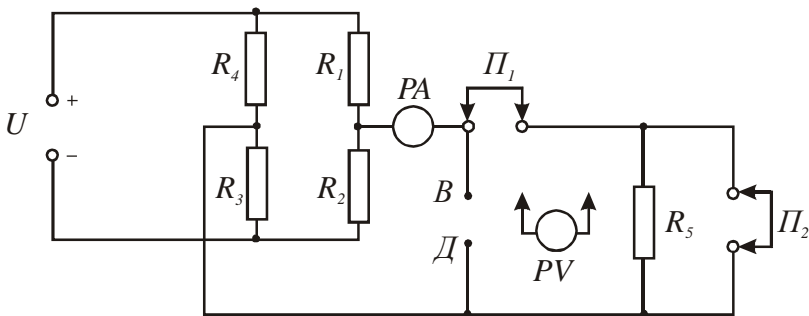 U
+
−
R₄
R₁
R₃
R₂
PA
П₁
В
Д
PV
R₅
П₂